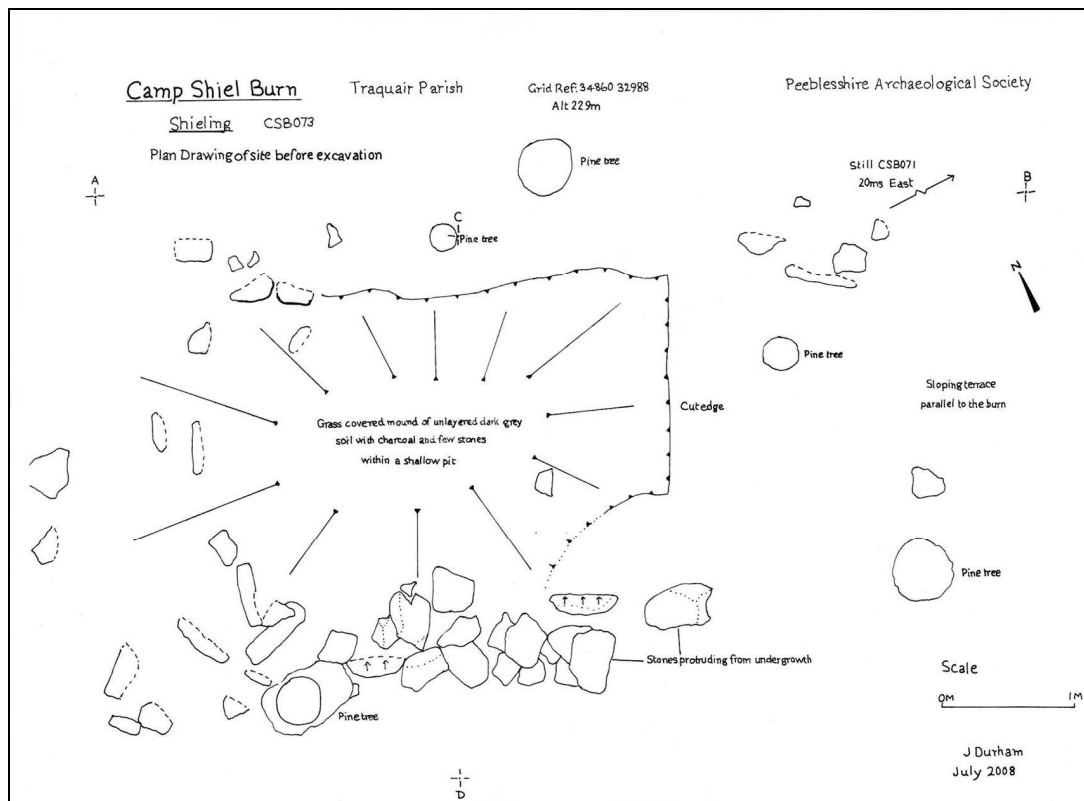 Camp Shiel Burn
Traquair Parish
Grid Ref: 34860 32988
Alt 229m
Peeblesshire Archaeological Society
Shieling CSB073
Plan Drawing of site before excavation
Pine tree
Still CSB071
20ms East
A
B
C
Pine tree
N
Pine tree
Sloping terrace
parallel to the burn
Cut edge
Grass covered mound of unlayered dark grey
soil with charcoal and few stones
within a shallow pit
Pine tree
Stones protruding from undergrowth
Scale
0M 1M
Pine tree
J Durham
July 2008
D